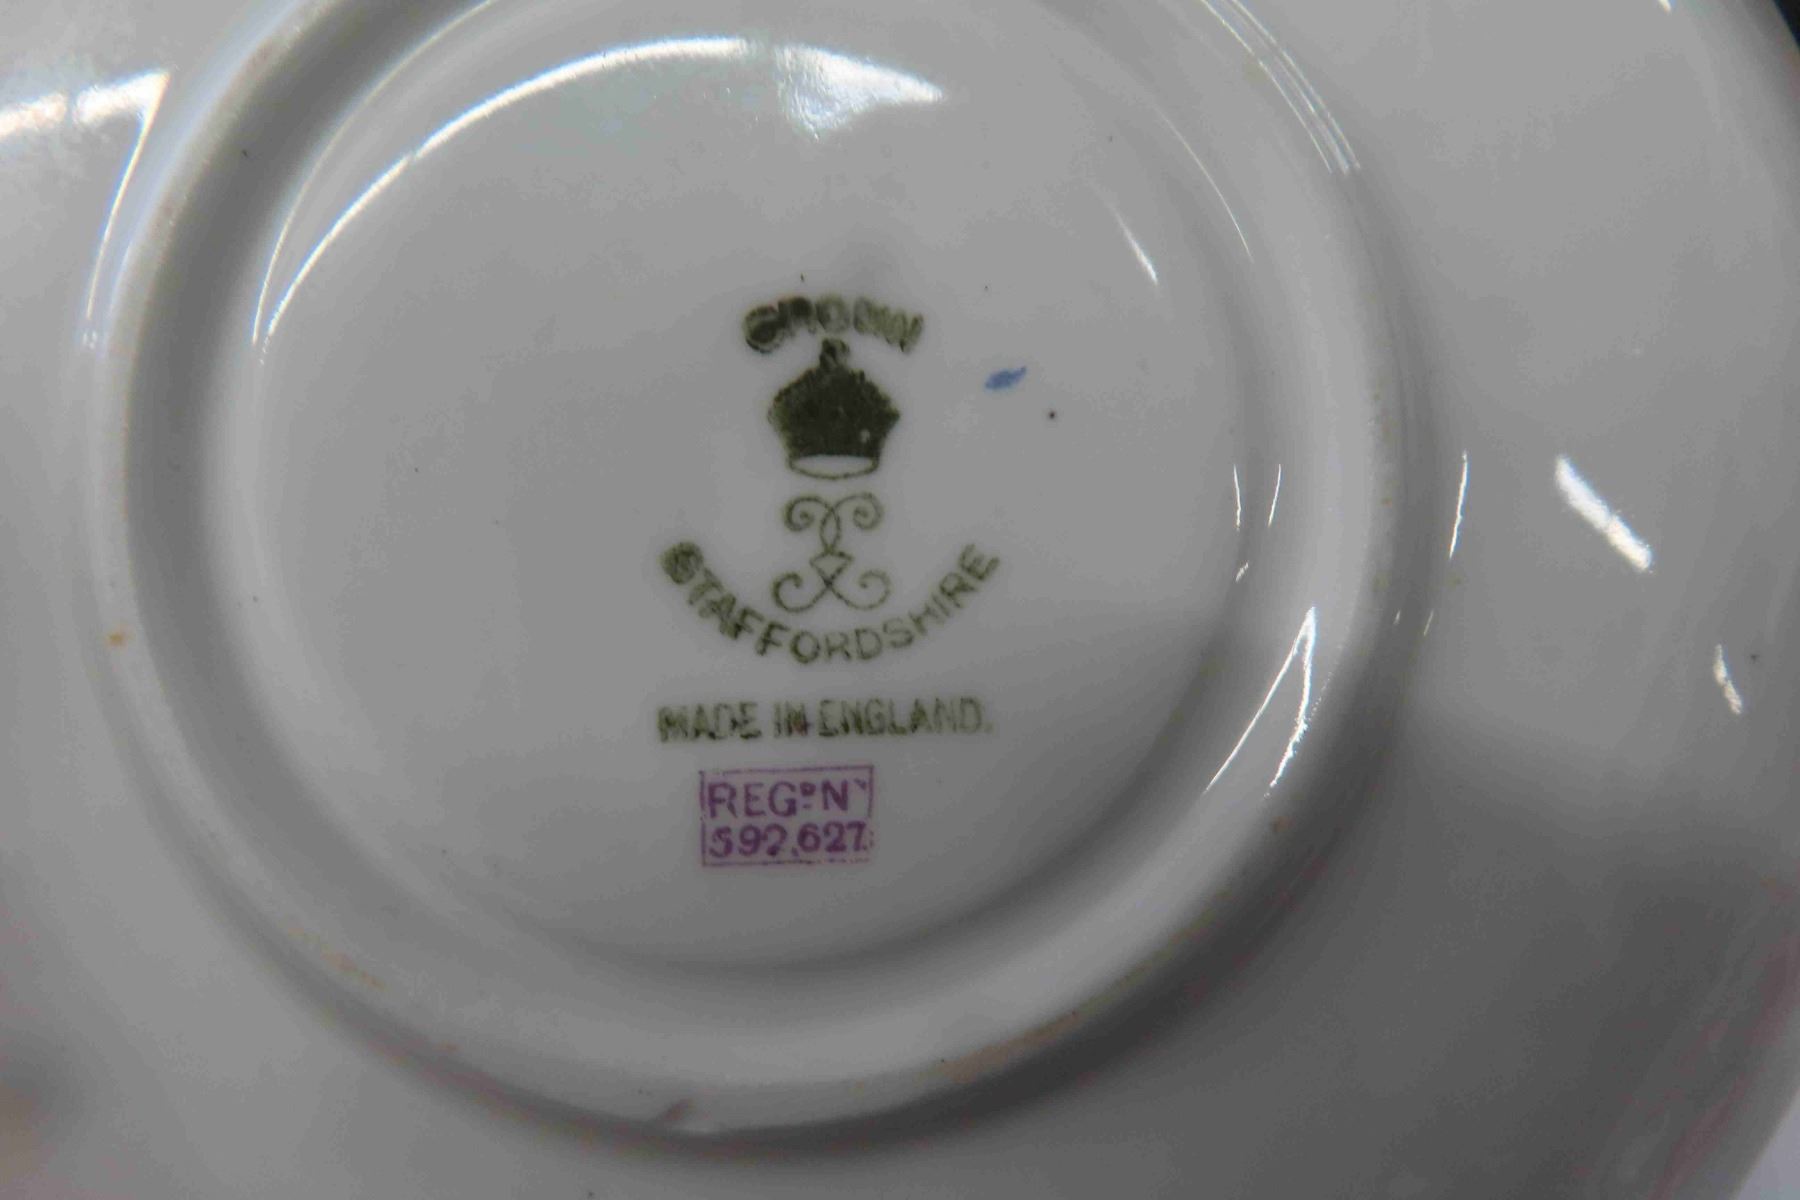 CROWN
STAFFORDSHIRE
MADE IN ENGLAND.
REGD No
592,627.